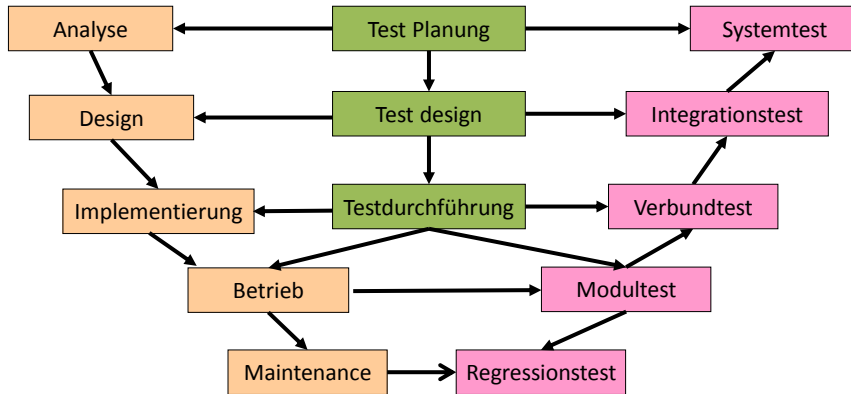 Analyse
Test Planung
Systemtest
Design
Test design
Integrationstest
Implementierung
Testdurchführung
Verbundtest
Betrieb
Modultest
Maintenance
Regressionstest